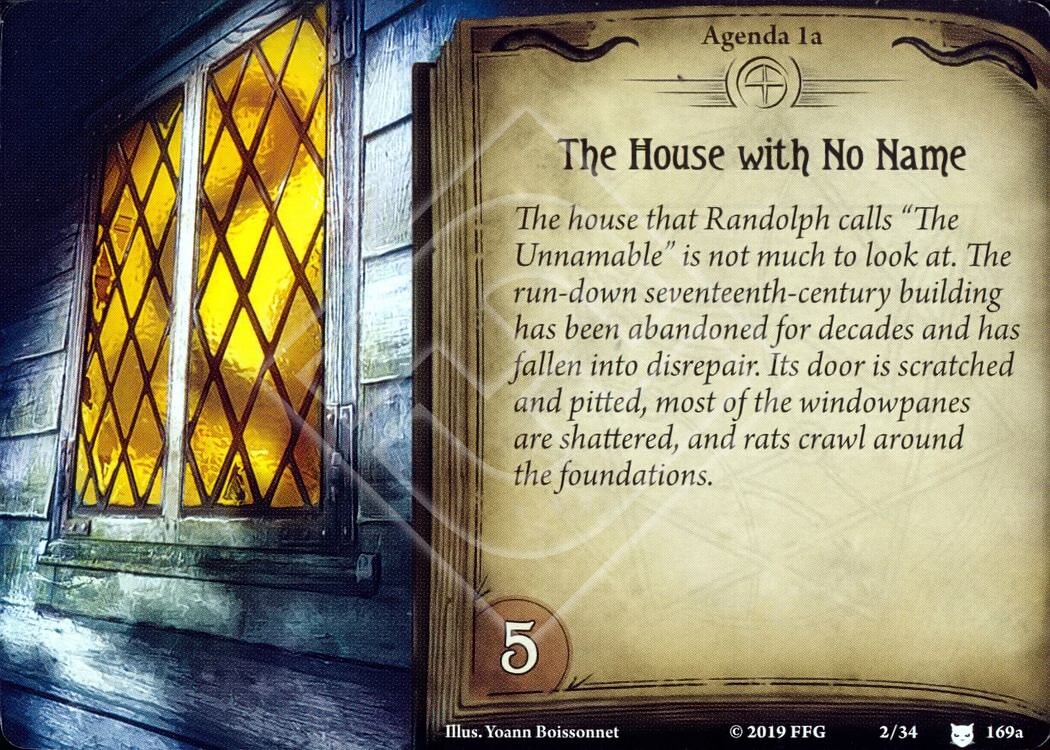 Agenda 1a
The House with No Name
The house that Randolph calls “The
Unnamable” is not much to look at. The
run-down seventeenth-century building
has been abandoned for decades and has
fallen into disrepair. Its door is scratched
and pitted, most of the windowpanes
are shattered, and rats crawl around
the foundations.
5
Illus. Yoann Boissonnet © 2019 FFG 2/34 169a